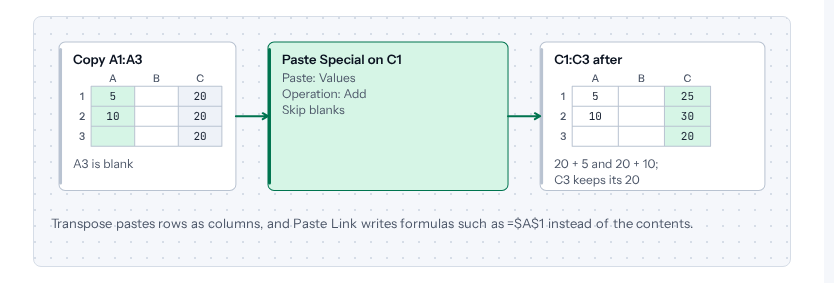 Copy A1:A3
A B C
1 5 20
2 10 20
3 20
A3 is blank
Paste Special on C1
Paste: Values
Operation: Add
Skip blanks
C1:C3 after
A B C
1 5 25
2 10 30
3 20
20 + 5 and 20 + 10;
C3 keeps its 20
Transpose pastes rows as columns, and Paste Link writes formulas such as =$A$1 instead of the contents.